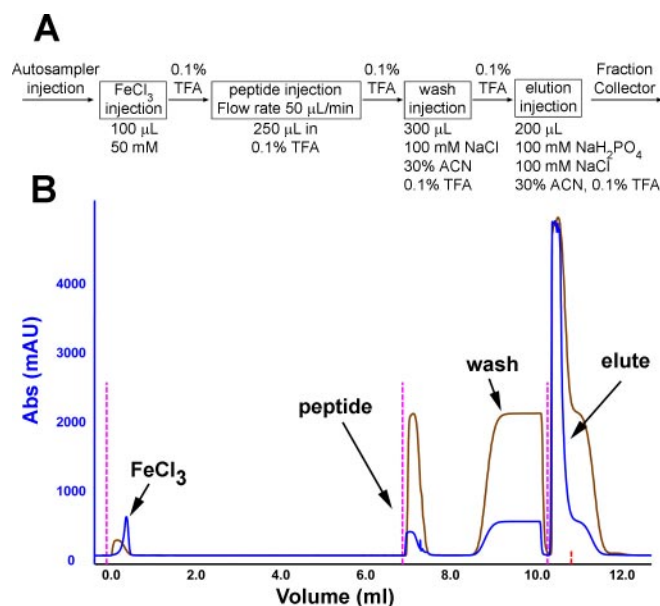 A
Autosampler
injection
FeCl3
injection
100 µL
50 mM
0.1%
TFA
peptide injection
Flow rate 50 µL/min
250 µL in
0.1% TFA
0.1%
TFA
wash
injection
300 µL
100 mM NaCl
30% ACN
0.1% TFA
0.1%
TFA
elution
injection
200 µL
100 mM NaH2PO4
100 mM NaCl
30% ACN, 0.1% TFA
Fraction
Collector
B
Abs (mAU)
4000
3000
2000
1000
0
FeCl3
peptide
wash
elute
0.0 2.0 4.0 6.0 8.0 10.0 12.0
Volume (ml)